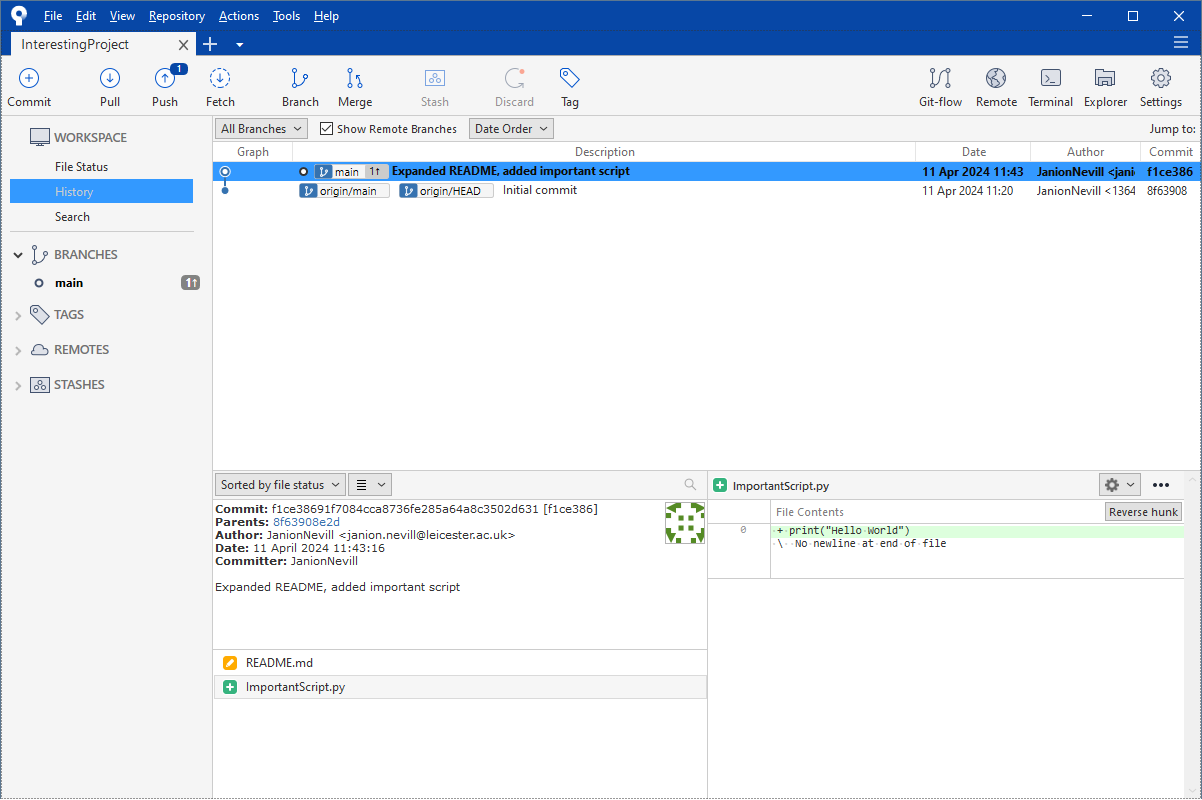 File Edit View Repository Actions Tools Help
InterestingProject
1
Commit Pull Push Fetch Branch Merge Stash Discard Tag Git-flow Remote Terminal Explorer Settings
WORKSPACE
File Status
History
Search
BRANCHES
main 1↑
TAGS
REMOTES
STASHES
All Branches Show Remote Branches Date Order Jump to:
Graph Description Date Author Commit
main 1↑ Expanded README, added important script 11 Apr 2024 11:43 JanionNevill <jani f1ce386
origin/main origin/HEAD Initial commit 11 Apr 2024 11:20 JanionNevill <1364 8f63908
Sorted by file status
Commit: f1ce38691f7084cca8736fe285a64a8c3502d631 [f1ce386]
Parents: 8f63908e2d
Author: JanionNevill <janion.nevill@leicester.ac.uk>
Date: 11 April 2024 11:43:16
Committer: JanionNevill
Expanded README, added important script
README.md
ImportantScript.py
ImportantScript.py
File Contents Reverse hunk
0 + print("Hello World")
\ No newline at end of file